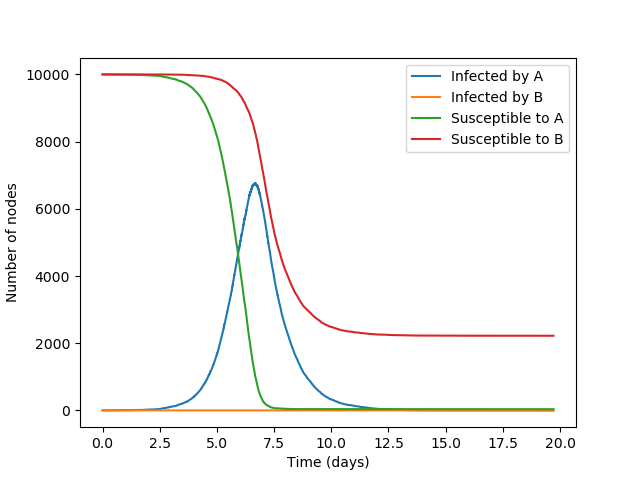 Infected by A
Infected by B
Susceptible to A
Susceptible to B
Number of nodes
10000
8000
6000
4000
2000
0
0.0 2.5 5.0 7.5 10.0 12.5 15.0 17.5 20.0
Time (days)